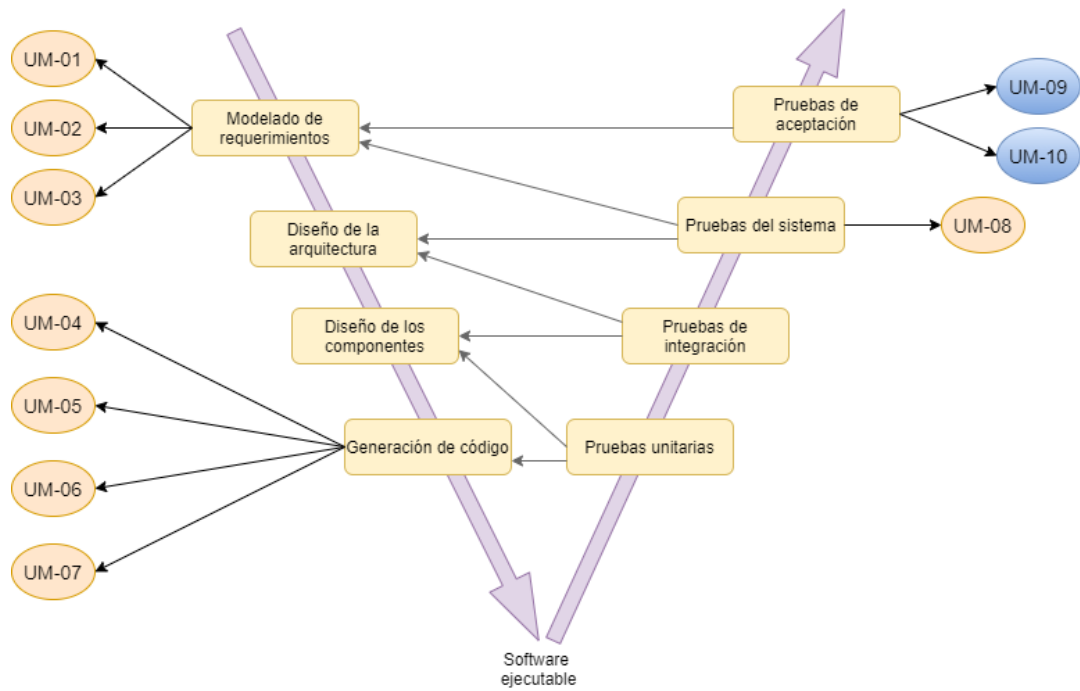 UM-01
UM-02
UM-03
Modelado de
requerimientos
Pruebas de
aceptación
UM-09
UM-10
Diseño de la
arquitectura
Pruebas del sistema
UM-08
UM-04
Diseño de los
componentes
Pruebas de
integración
UM-05
Generación de código
Pruebas unitarias
UM-06
UM-07
Software
ejecutable